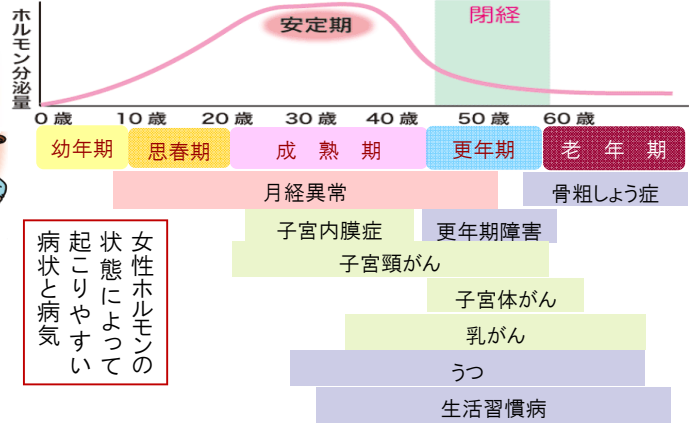 ホルモン分泌量
安定期
閉経
0歳 10歳 20歳 30歳 40歳 50歳 60歳
幼年期 思春期 成熟期 更年期 老年期
月経異常
骨粗しょう症
子宮内膜症
更年期障害
子宮頸がん
子宮体がん
乳がん
うつ
生活習慣病
女性ホルモンの
状態によって
起こりやすい
病状と病気